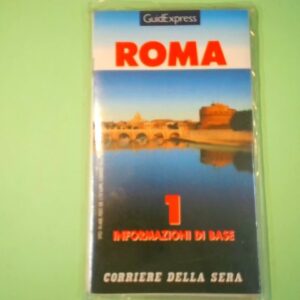 GuidExpress
ROMA
1
INFORMAZIONI DI BASE
CORRIERE DELLA SERA